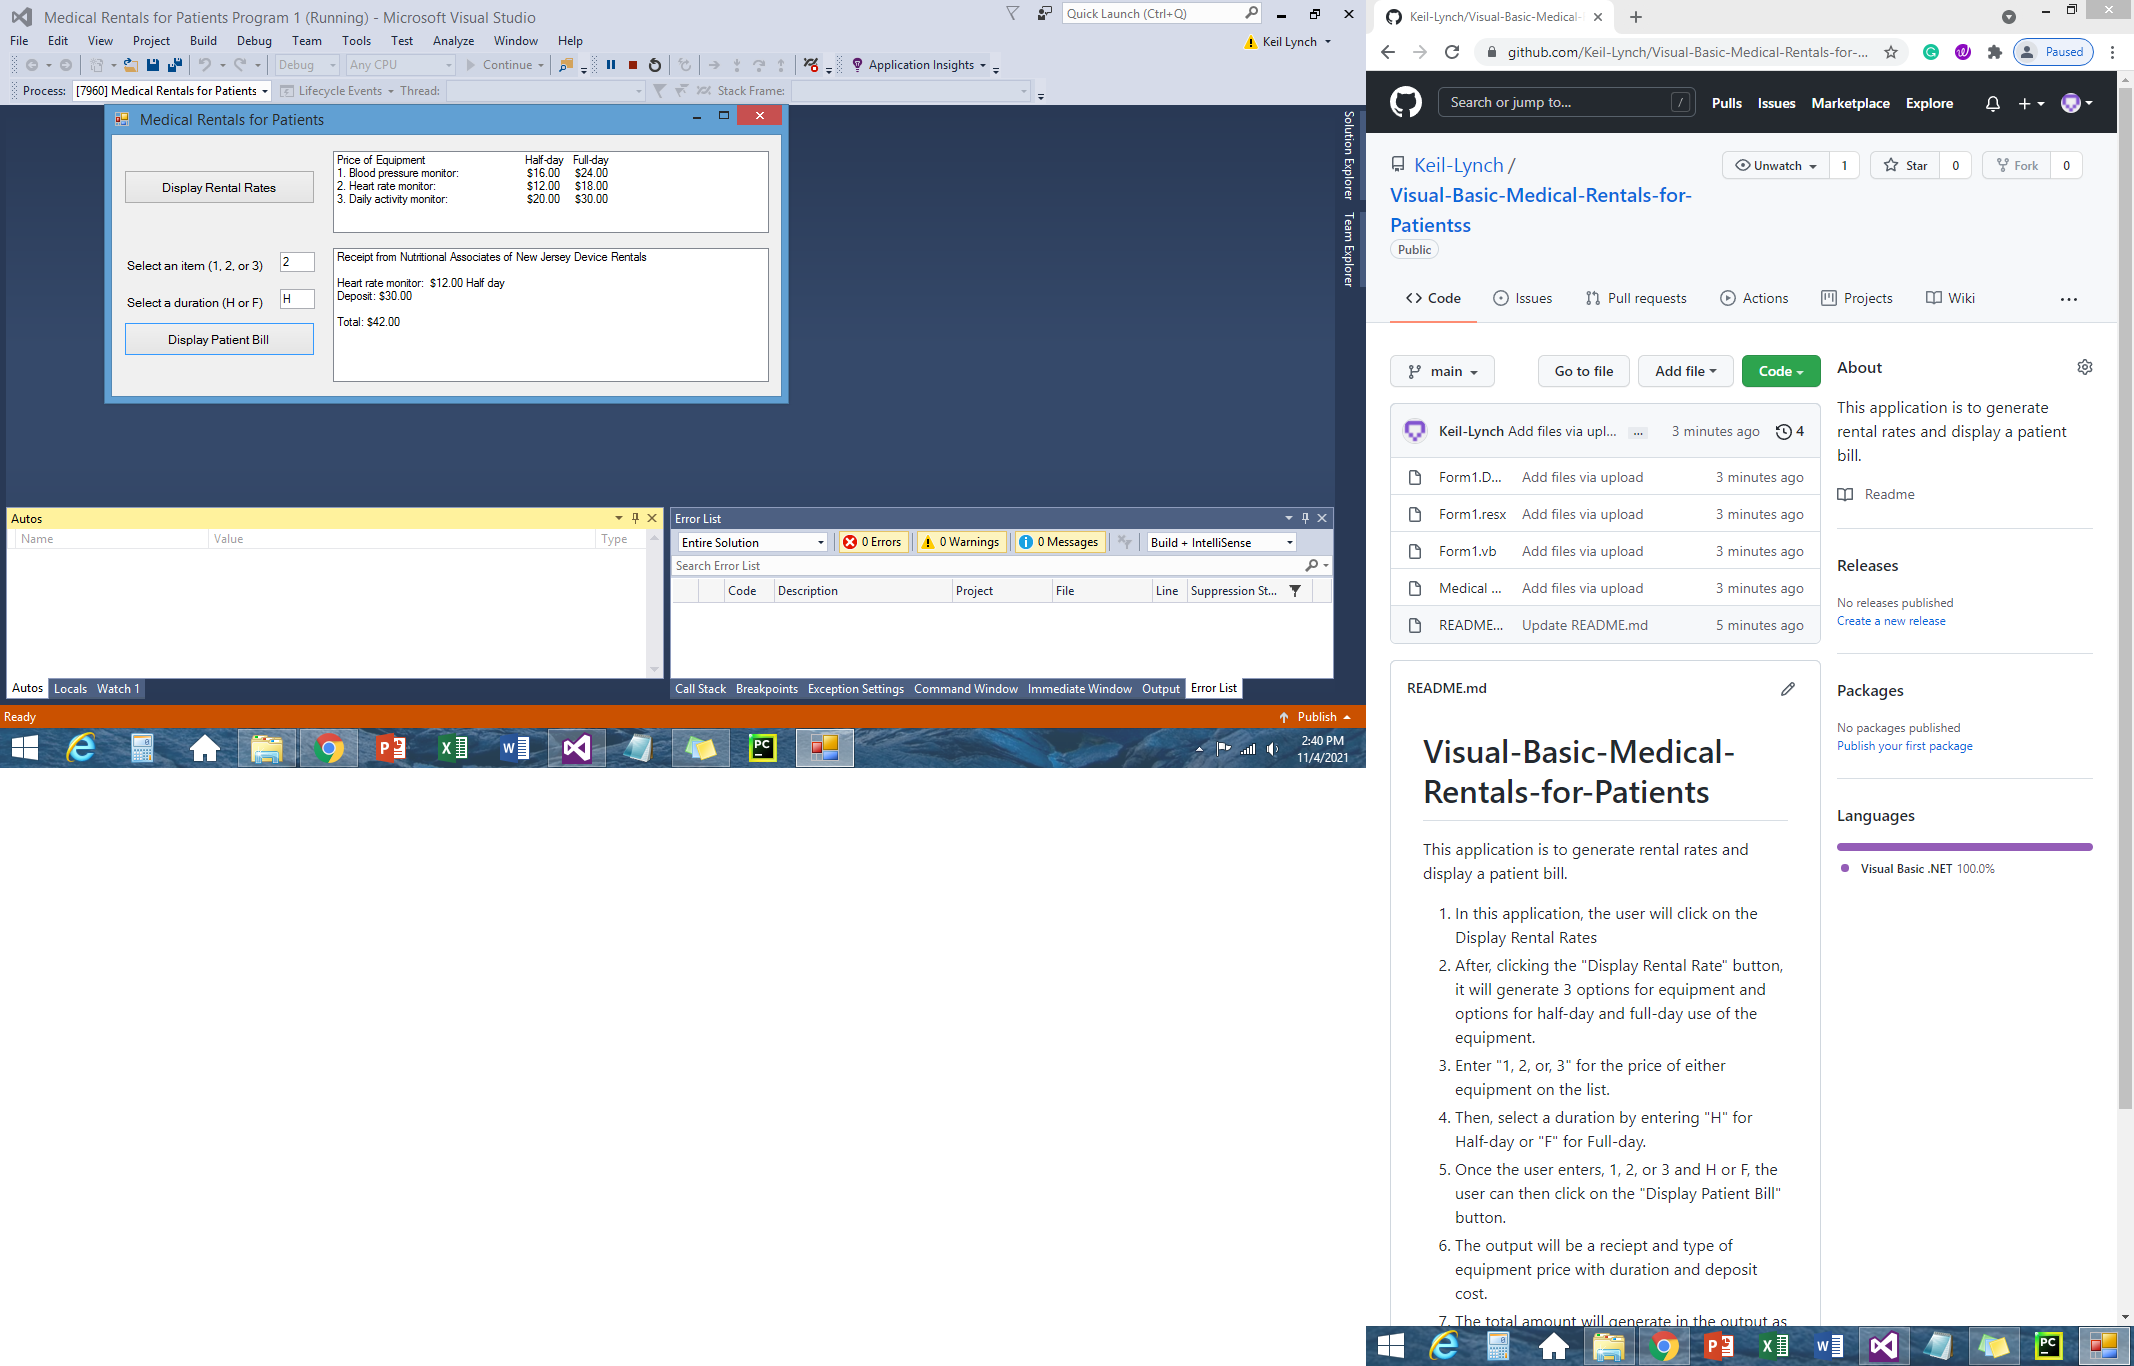 Medical Rentals for Patients Program 1 (Running) - Microsoft Visual Studio
Quick Launch (Ctrl+Q)
File Edit View Project Build Debug Team Tools Test Analyze Window Help
Keil Lynch
Debug Any CPU Continue Application Insights
Process: [7960] Medical Rentals for Patients Lifecycle Events Thread: Stack Frame:
Medical Rentals for Patients
Display Rental Rates
Price of Equipment Half-day Full-day
1. Blood pressure monitor: $16.00 $24.00
2. Heart rate monitor: $12.00 $18.00
3. Daily activity monitor: $20.00 $30.00
Select an item (1, 2, or 3) 2
Select a duration (H or F) H
Display Patient Bill
Receipt from Nutritional Associates of New Jersey Device Rentals
Heart rate monitor: $12.00 Half day
Deposit: $30.00
Total: $42.00
Solution Explorer
Team Explorer
Autos
Name Value Type
Autos Locals Watch 1
Error List
Entire Solution 0 Errors 0 Warnings 0 Messages Build + IntelliSense
Search Error List
Code Description Project File Line Suppression St...
Call Stack Breakpoints Exception Settings Command Window Immediate Window Output Error List
Ready
Publish
2:40 PM
11/4/2021
Keil-Lynch/Visual-Basic-Medical-
github.com/Keil-Lynch/Visual-Basic-Medical-Rentals-for-...
Paused
Search or jump to... /
Pulls Issues Marketplace Explore
Keil-Lynch /
Visual-Basic-Medical-Rentals-for-
Patientss
Public
Unwatch 1 Star 0 Fork 0
Code Issues Pull requests Actions Projects Wiki ...
main Go to file Add file Code
Keil-Lynch Add files via upl... ... 3 minutes ago 4
Form1.D... Add files via upload 3 minutes ago
Form1.resx Add files via upload 3 minutes ago
Form1.vb Add files via upload 3 minutes ago
Medical ... Add files via upload 3 minutes ago
README... Update README.md 5 minutes ago
About
This application is to generate
rental rates and display a patient
bill.
Readme
Releases
No releases published
Create a new release
Packages
No packages published
Publish your first package
Languages
Visual Basic .NET 100.0%
README.md
Visual-Basic-Medical-
Rentals-for-Patients
This application is to generate rental rates and
display a patient bill.
1. In this application, the user will click on the
Display Rental Rates
2. After, clicking the "Display Rental Rate" button,
it will generate 3 options for equipment and
options for half-day and full-day use of the
equipment.
3. Enter "1, 2, or, 3" for the price of either
equipment on the list.
4. Then, select a duration by entering "H" for
Half-day or "F" for Full-day.
5. Once the user enters, 1, 2, or 3 and H or F, the
user can then click on the "Display Patient Bill"
button.
6. The output will be a reciept and type of
equipment price with duration and deposit
cost.
7. The total amount will generate in the output as